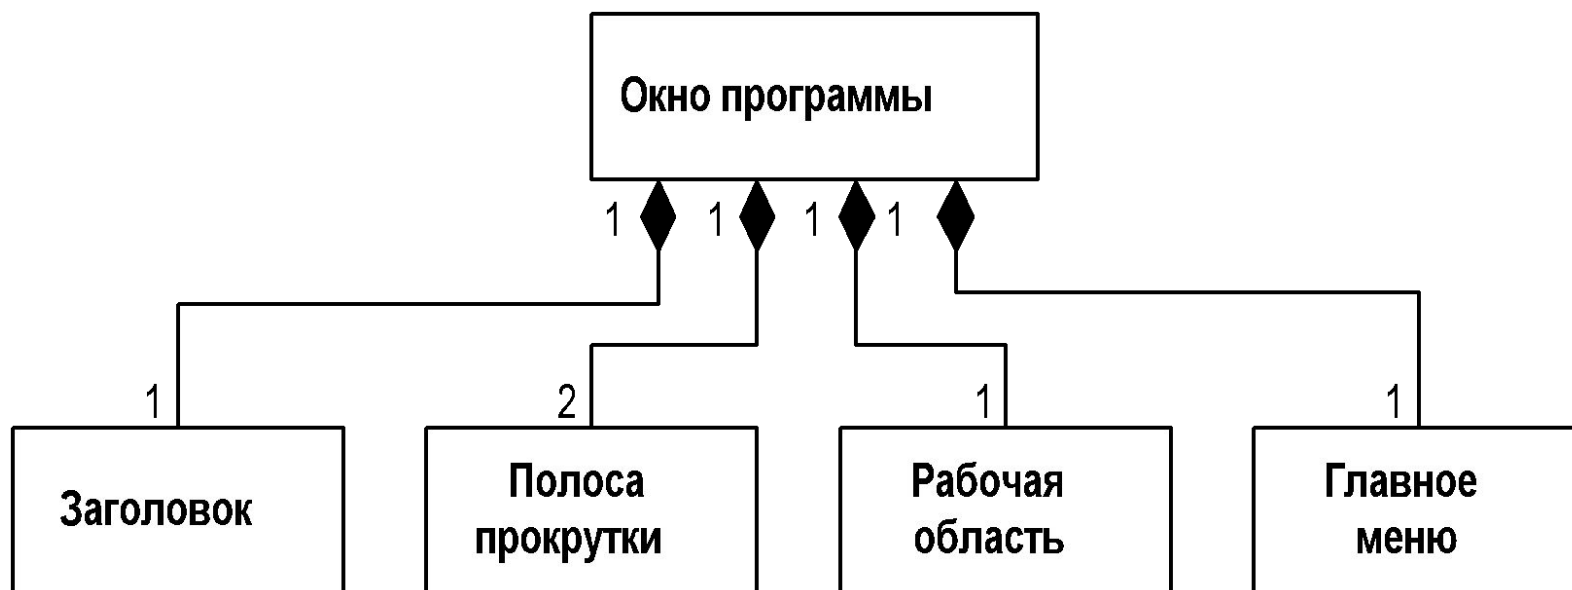 Окно программы
1 1 1 1
1 2 1 1
Заголовок
Полоса
прокрутки
Рабочая
область
Главное
меню